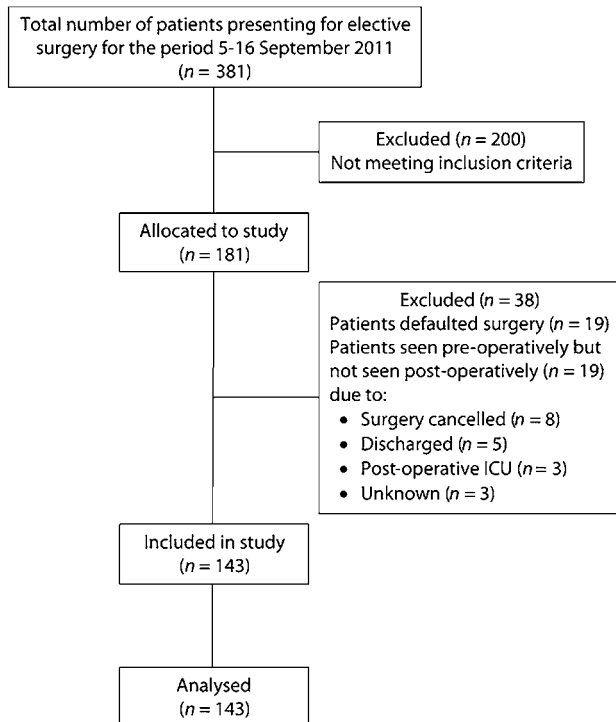 Total number of patients presenting for elective
surgery for the period 5-16 September 2011
(n = 381)
Excluded (n = 200)
Not meeting inclusion criteria
Allocated to study
(n = 181)
Excluded (n = 38)
Patients defaulted surgery (n = 19)
Patients seen pre-operatively but
not seen post-operatively (n = 19)
due to:
• Surgery cancelled (n = 8)
• Discharged (n = 5)
• Post-operative ICU (n = 3)
• Unknown (n = 3)
Included in study
(n = 143)
Analysed
(n = 143)